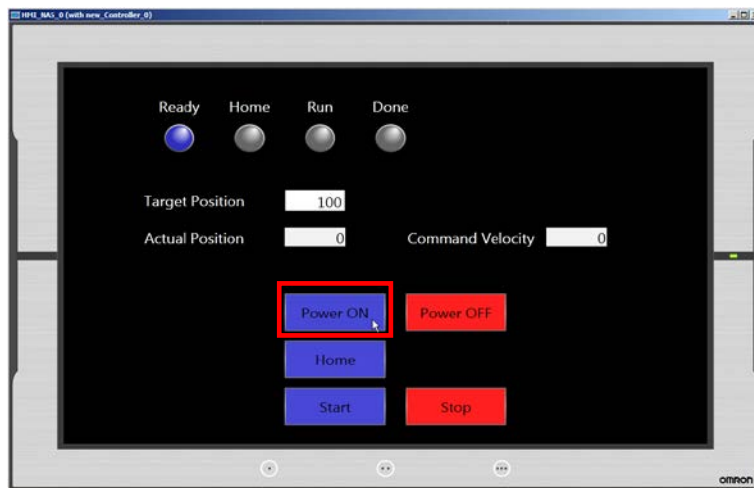 HMI_NA5_0 (with new_Controller_0)
Ready Home Run Done
Target Position 100
Actual Position 0 Command Velocity 0
Power ON Power OFF
Home
Start Stop
OMRON